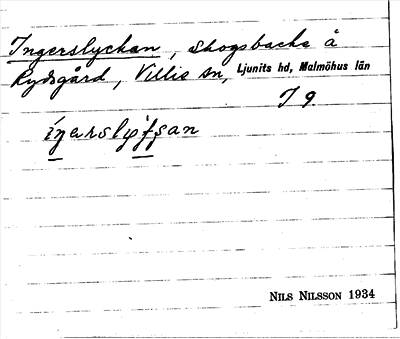 Ingerslyckan, skogsbacke å
Rydsgård, Villie sn, Ljunits hd, Malmöhus län
J 9
NILS NILSSON 1934